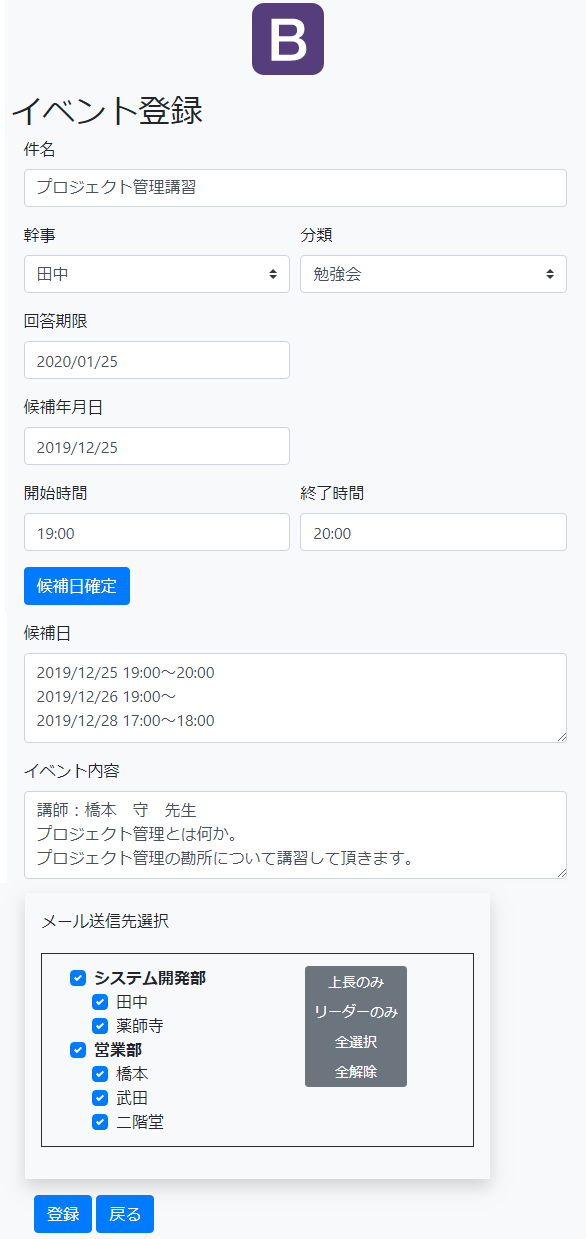 B
イベント登録
件名
プロジェクト管理講習
幹事 分類
田中 勉強会
回答期限
2020/01/25
候補年月日
2019/12/25
開始時間 終了時間
19:00 20:00
候補日確定
候補日
2019/12/25 19:00～20:00
2019/12/26 19:00～
2019/12/28 17:00～18:00
イベント内容
講師：橋本　守　先生
プロジェクト管理とは何か。
プロジェクト管理の勘所について講習して頂きます。
メール送信先選択
システム開発部
田中
薬師寺
営業部
橋本
武田
二階堂
上長のみ
リーダーのみ
全選択
全解除
登録 戻る